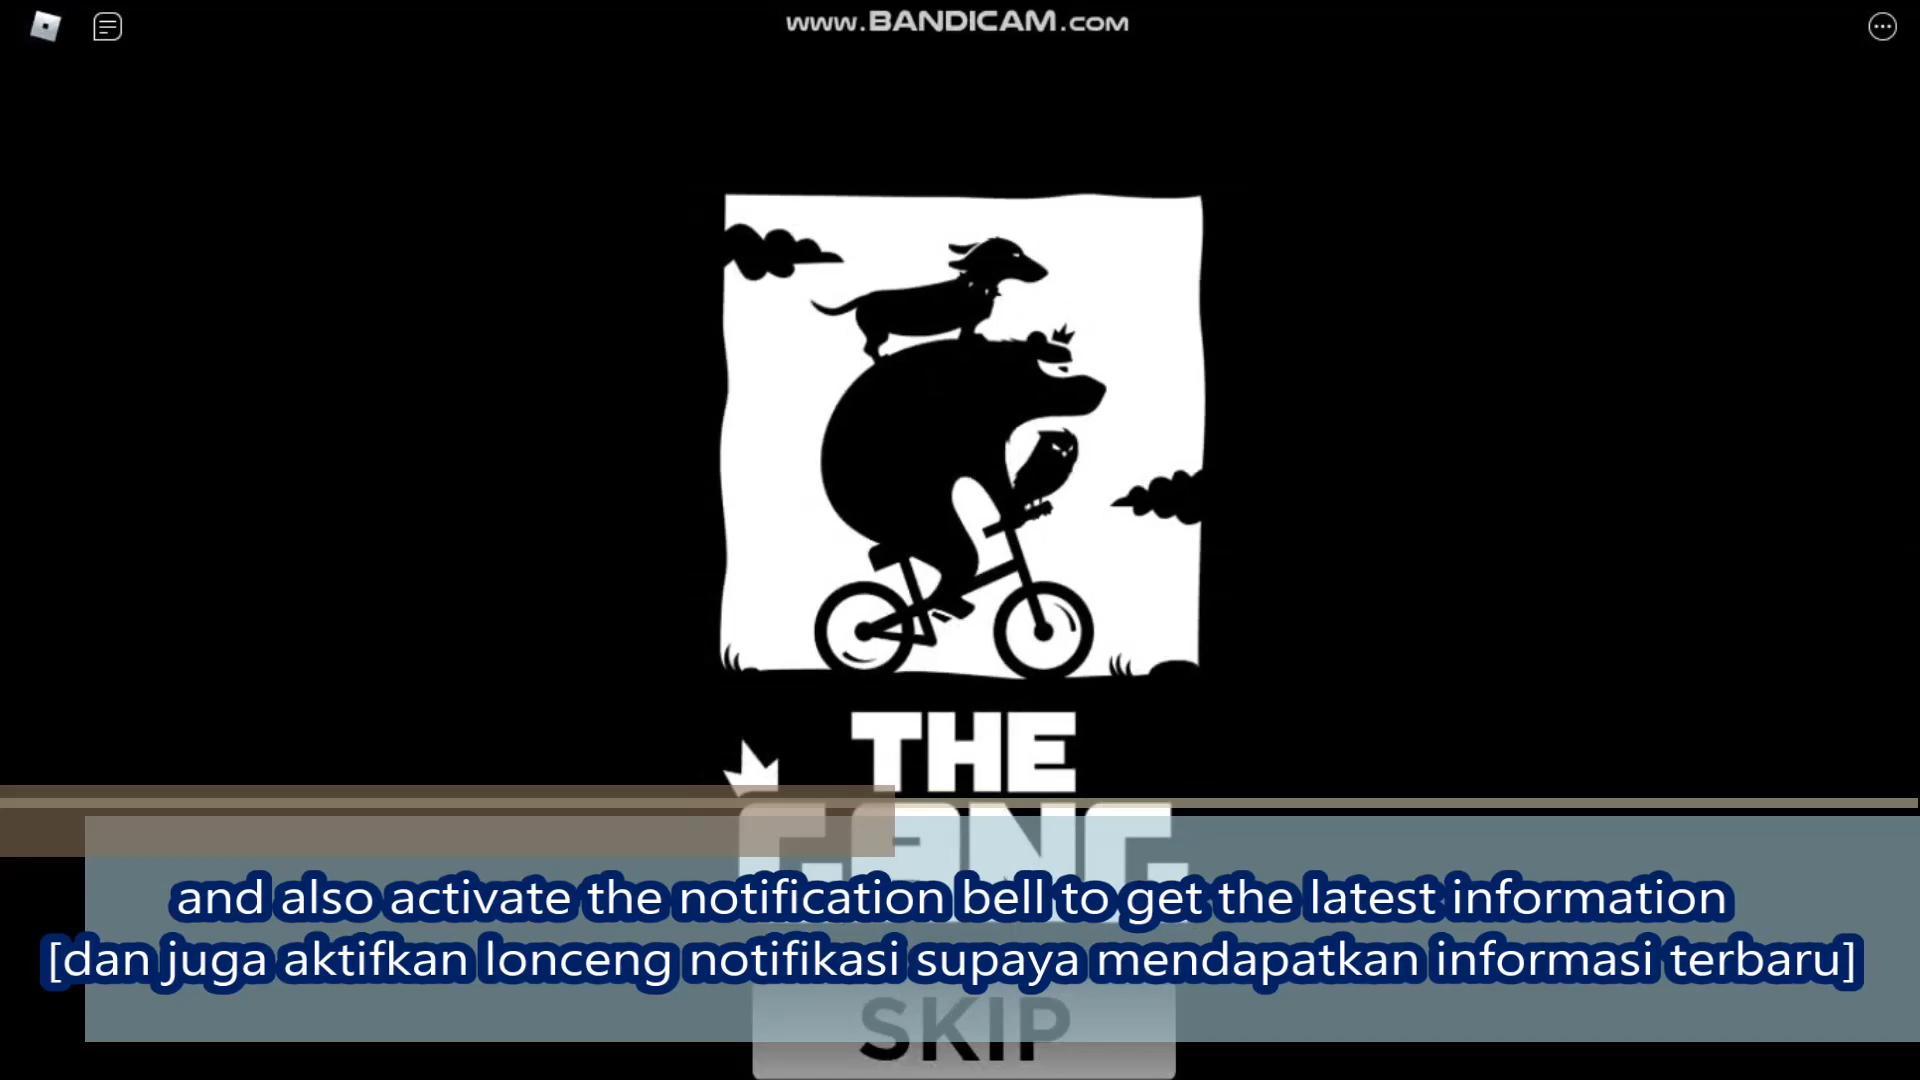 www.BANDICAM.com
THE
GANG
and also activate the notification bell to get the latest information
[dan juga aktifkan lonceng notifikasi supaya mendapatkan informasi terbaru]
SKIP